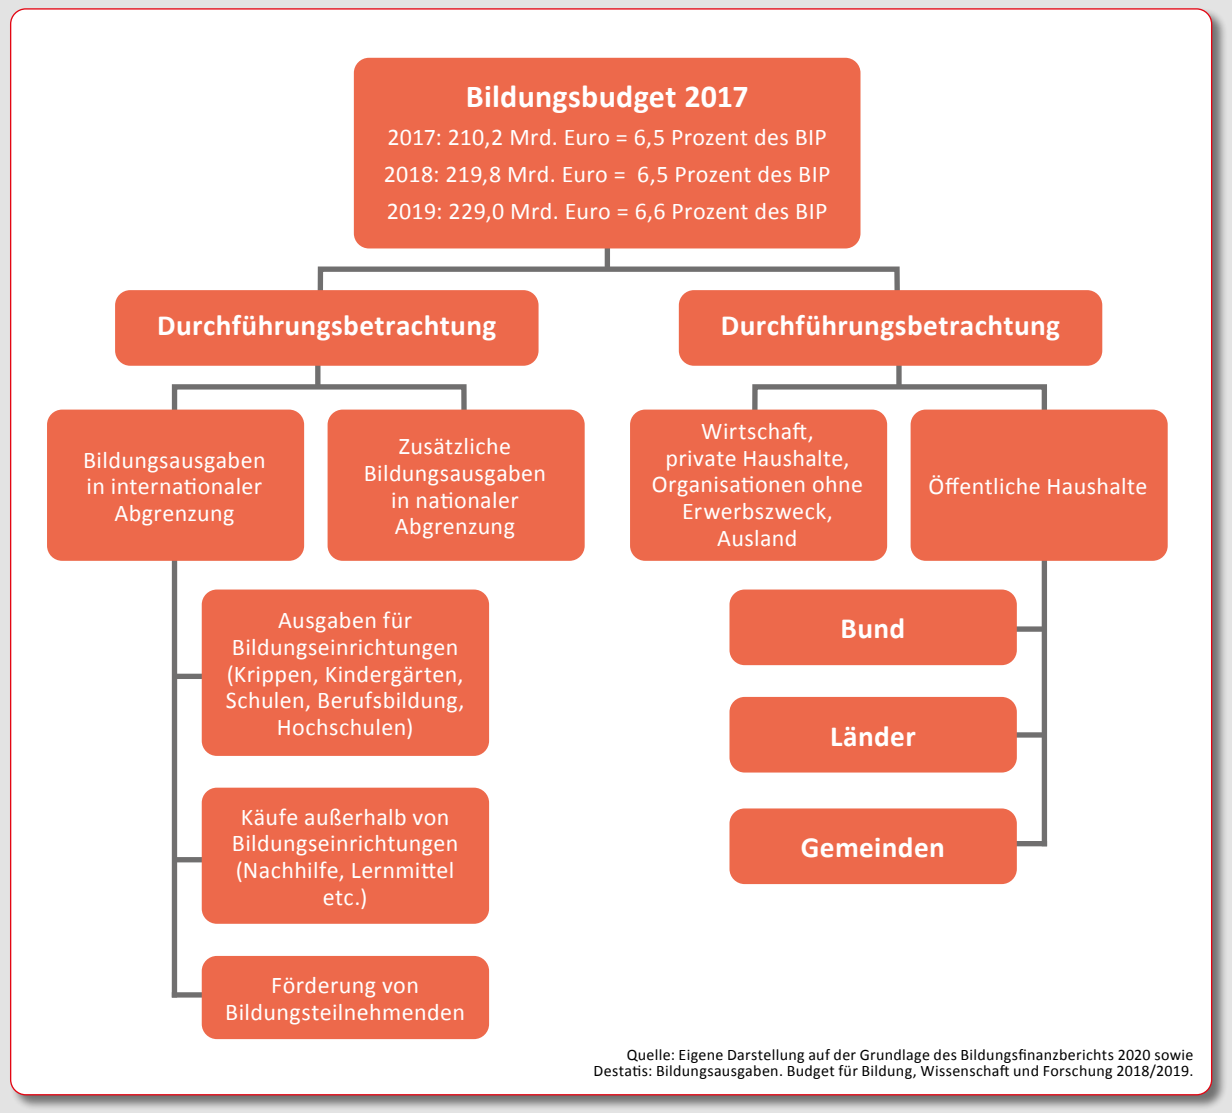 Bildungsbudget 2017
2017: 210,2 Mrd. Euro = 6,5 Prozent des BIP
2018: 219,8 Mrd. Euro =  6,5 Prozent des BIP
2019: 229,0 Mrd. Euro = 6,6 Prozent des BIP
Durchführungsbetrachtung
Bildungsausgaben
in internationaler
Abgrenzung
Zusätzliche
Bildungsausgaben
in nationaler
Abgrenzung
Ausgaben für
Bildungseinrichtungen
(Krippen, Kindergärten,
Schulen, Berufsbildung,
Hochschulen)
Käufe außerhalb von
Bildungseinrichtungen
(Nachhilfe, Lernmittel
etc.)
Förderung von
Bildungsteilnehmenden
Durchführungsbetrachtung
Wirtschaft,
private Haushalte,
Organisationen ohne
Erwerbszweck,
Ausland
Öffentliche Haushalte
Bund
Länder
Gemeinden
Quelle: Eigene Darstellung auf der Grundlage des Bildungsfinanzberichts 2020 sowie
Destatis: Bildungsausgaben. Budget für Bildung, Wissenschaft und Forschung 2018/2019.